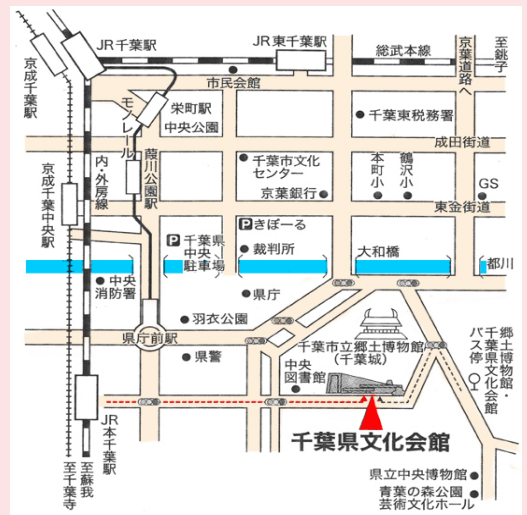 JR千葉駅
JR東千葉駅
総武本線
京葉道路へ
至銚子
京成千葉駅
市民会館
モノレール
栄町駅
中央公園
千葉東税務署
成田街道
葭川公園駅
内・外房線
千葉市文化
センター
本町小
鶴沢小
京葉銀行
GS
京成千葉中央駅
東金街道
P きぼーる
P 千葉県
中央
駐車場
裁判所
大和橋
都川
中央
消防署
県庁
羽衣公園
県庁前駅
県警
千葉市立郷土博物館
(千葉城)
中央
図書館
郷土博物館・
千葉県文化会館
バス停
千葉県文化会館
JR本千葉駅
至蘇我
至千葉寺
県立中央博物館
青葉の森公園
芸術文化ホール